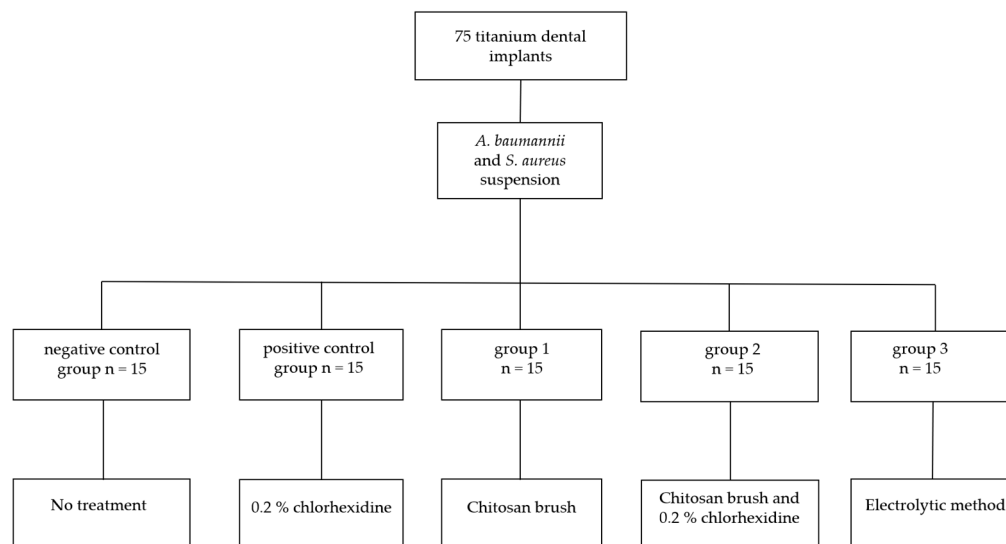 75 titanium dental
implants
A. baumannii
and S. aureus
suspension
negative control
group n = 15
positive control
group n = 15
group 1
n = 15
group 2
n = 15
group 3
n = 15
No treatment
0.2 % chlorhexidine
Chitosan brush
Chitosan brush and
0.2 % chlorhexidine
Electrolytic method